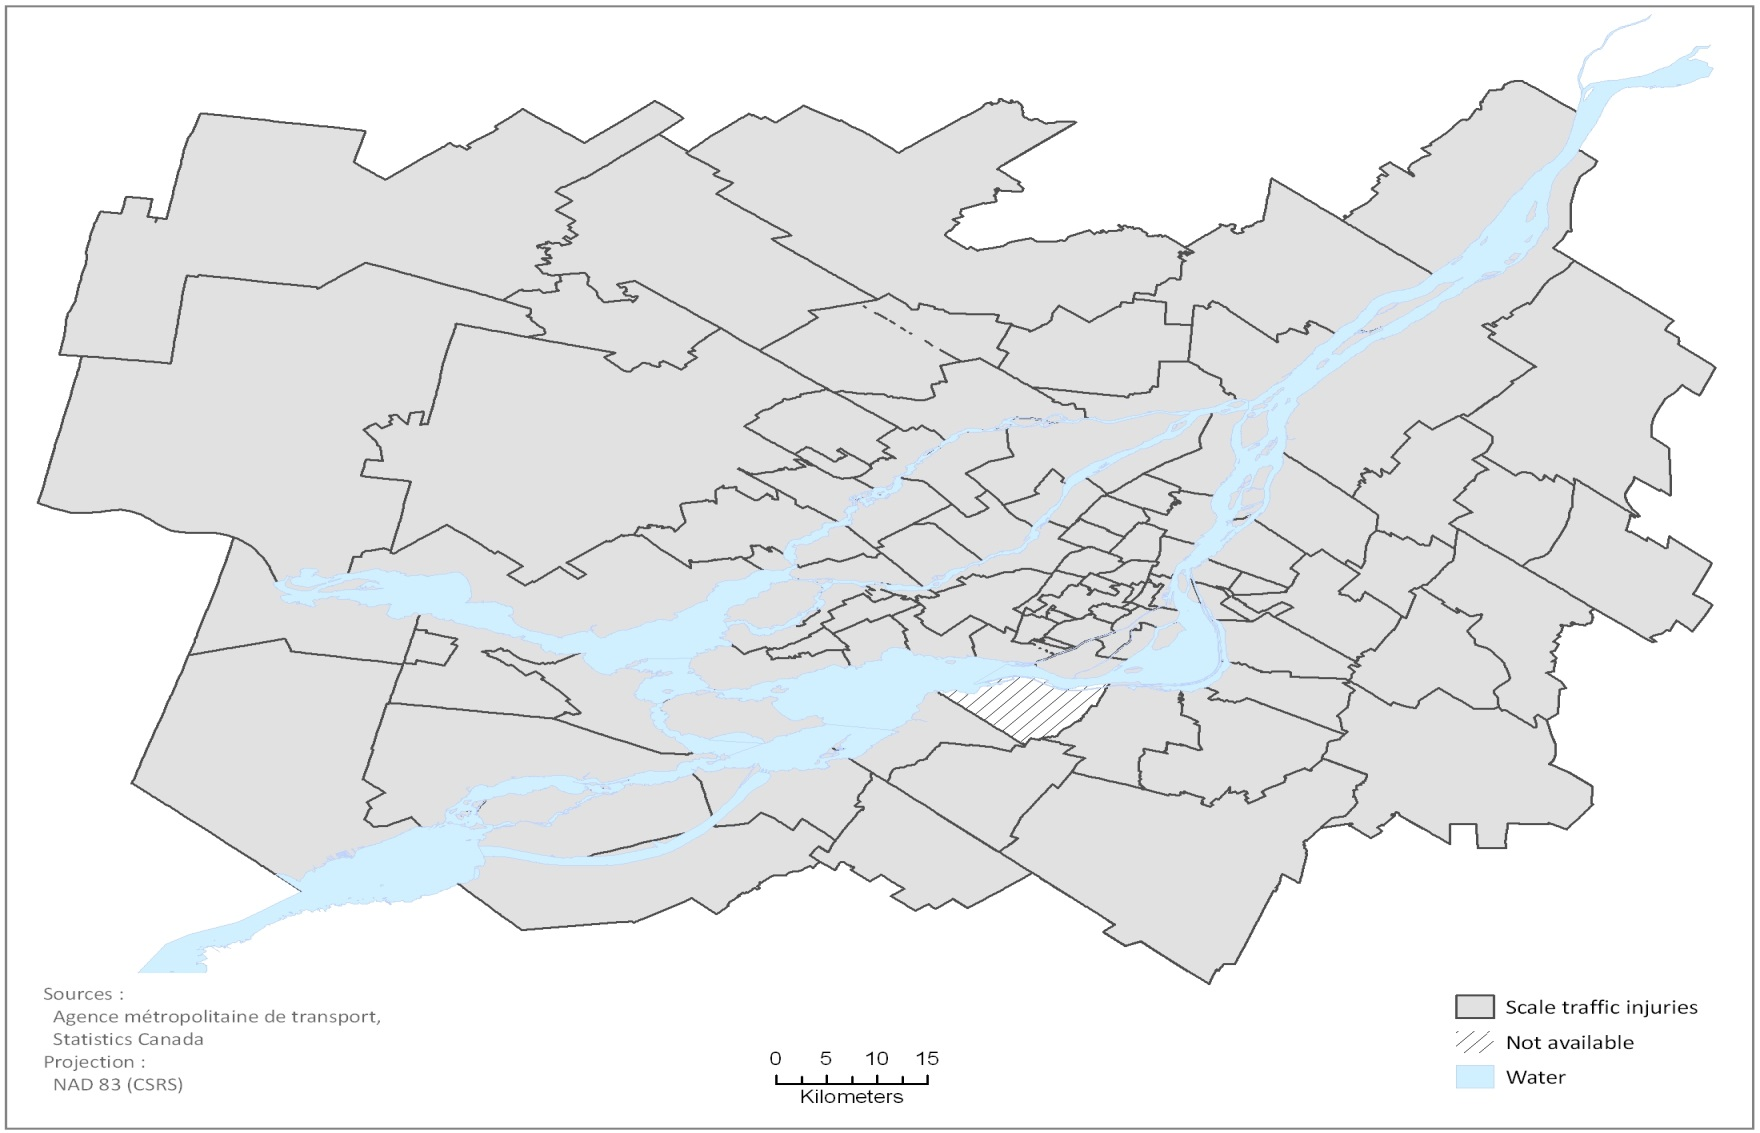 Sources :
Agence métropolitaine de transport,
Statistics Canada
Projection :
NAD 83 (CSRS)
0 5 10 15
Kilometers
Scale traffic injuries
Not available
Water